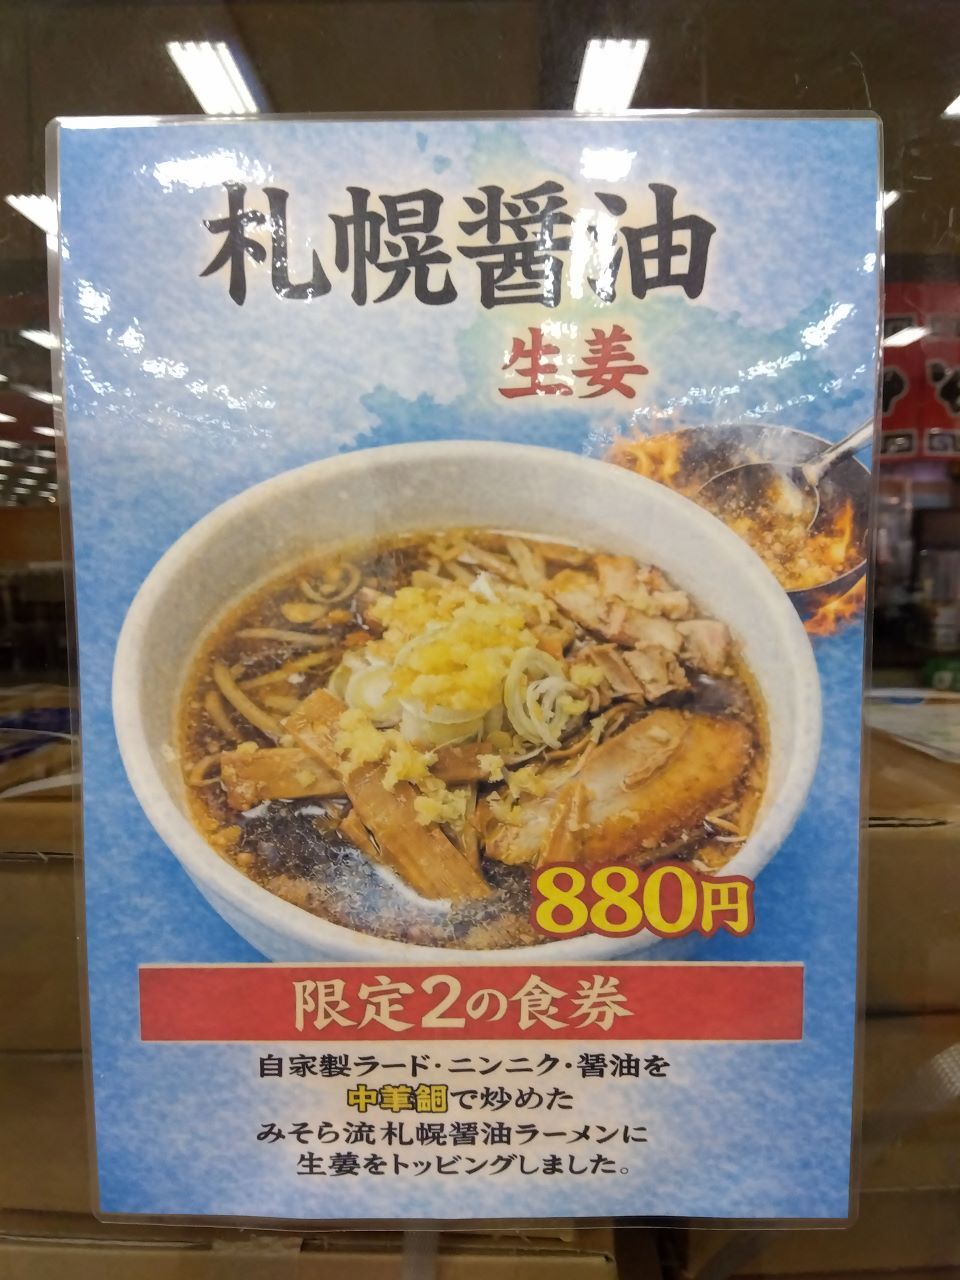 札幌醤油
生姜
880円
限定2の食券
自家製ラード・ニンニク・醤油を
中華鍋で炒めた
みそら流札幌醤油ラーメンに
生姜をトッピングしました。